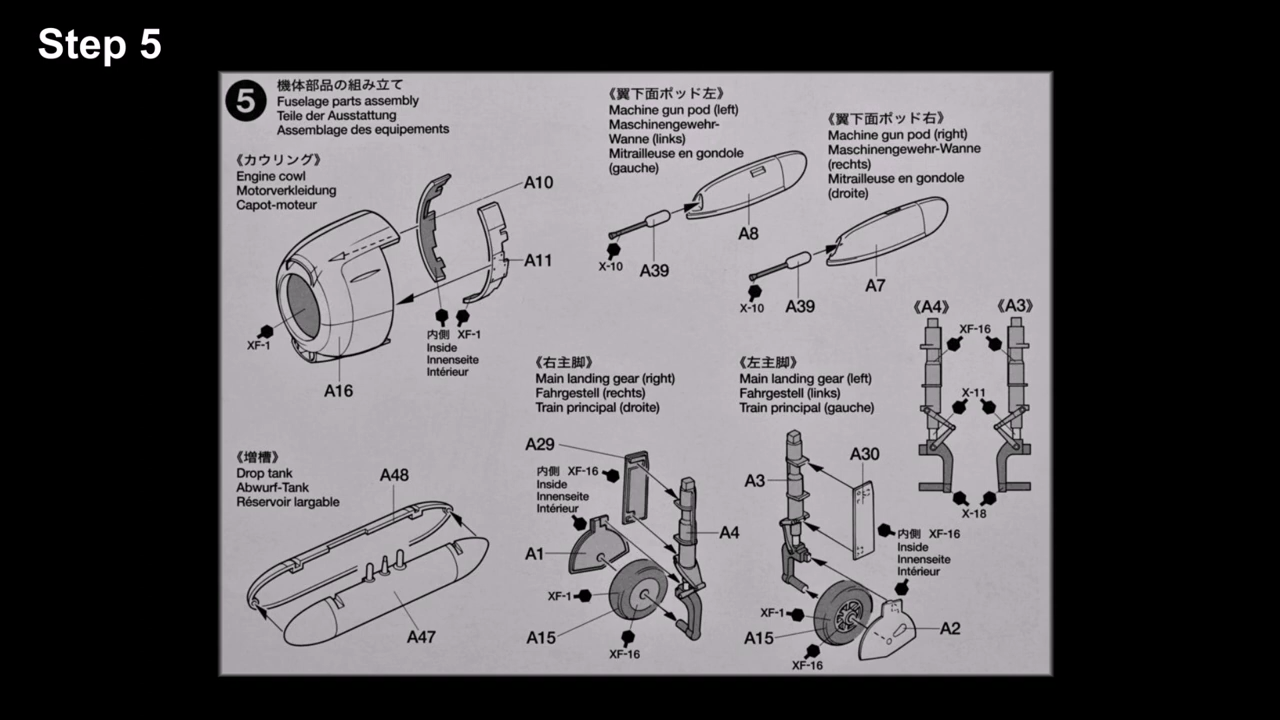 Step 5
5
機体部品の組み立て
Fuselage parts assembly
Teile der Ausstattung
Assemblage des equipements
《カウリング》
Engine cowl
Motorverkleidung
Capot-moteur
A10
A11
XF-1
内側 XF-1
Inside
Innenseite
Intérieur
A16
《翼下面ポッド左》
Machine gun pod (left)
Maschinengewehr-
Wanne (links)
Mitrailleuse en gondole
(gauche)
A8
X-10
A39
《翼下面ポッド右》
Machine gun pod (right)
Maschinengewehr-Wanne
(rechts)
Mitrailleuse en gondole
(droite)
A7
X-10
A39
《A4》
《A3》
XF-16
X-11
X-18
《増槽》
Drop tank
Abwurf-Tank
Réservoir largable
A48
A47
《右主脚》
Main landing gear (right)
Fahrgestell (rechts)
Train principal (droite)
A29
内側 XF-16
Inside
Innenseite
Intérieur
A4
A1
XF-1
A15
XF-16
《左主脚》
Main landing gear (left)
Fahrgestell (links)
Train principal (gauche)
A30
A3
内側 XF-16
Inside
Innenseite
Intérieur
XF-1
A15
A2
XF-16